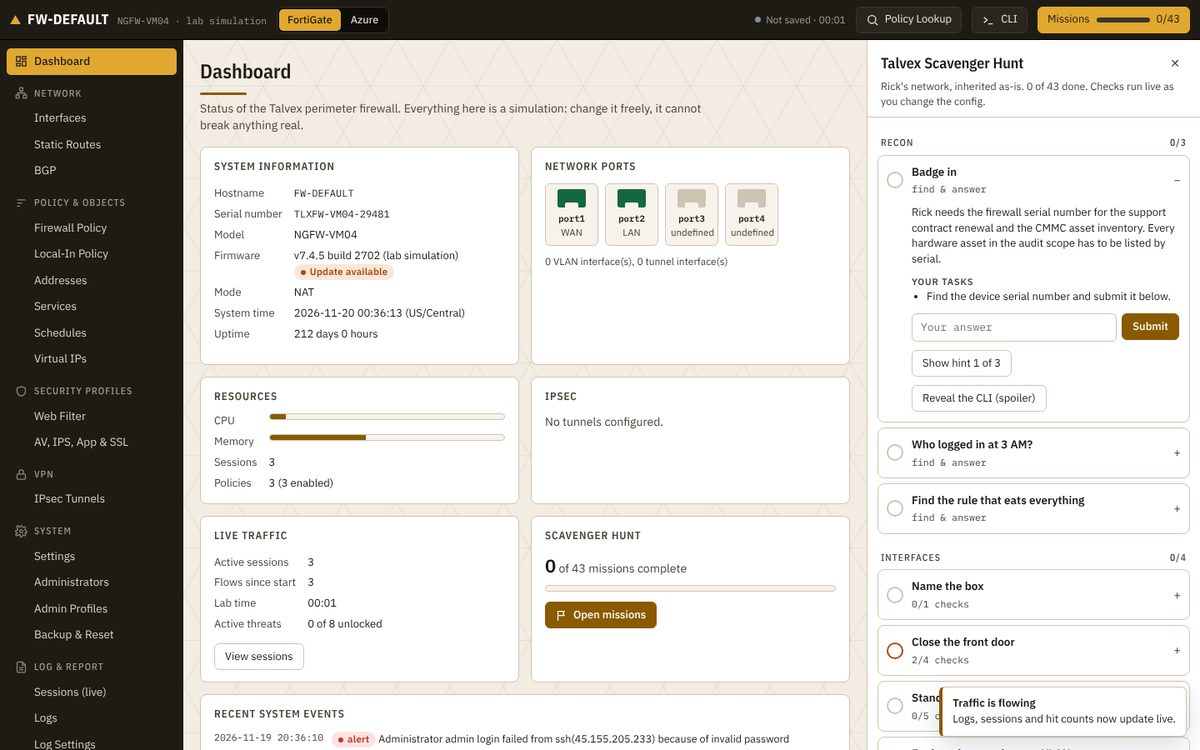 FW-DEFAULT NGFW-VM04 · lab simulation FortiGate Azure Not saved · 00:01 Policy Lookup CLI Missions 0/43
Dashboard
NETWORK
Interfaces
Static Routes
BGP
POLICY & OBJECTS
Firewall Policy
Local-In Policy
Addresses
Services
Schedules
Virtual IPs
SECURITY PROFILES
Web Filter
AV, IPS, App & SSL
VPN
IPsec Tunnels
SYSTEM
Settings
Administrators
Admin Profiles
Backup & Reset
LOG & REPORT
Sessions (live)
Logs
Log Settings
Dashboard
Status of the Talvex perimeter firewall. Everything here is a simulation: change it freely, it cannot
break anything real.
SYSTEM INFORMATION
Hostname FW-DEFAULT
Serial number TLXFW-VM04-29481
Model NGFW-VM04
Firmware v7.4.5 build 2702 (lab simulation)
Update available
Mode NAT
System time 2026-11-20 00:36:13 (US/Central)
Uptime 212 days 0 hours
NETWORK PORTS
port1 port2 port3 port4
WAN LAN undefined undefined
0 VLAN interface(s), 0 tunnel interface(s)
RESOURCES
CPU
Memory
Sessions 3
Policies 3 (3 enabled)
IPSEC
No tunnels configured.
LIVE TRAFFIC
Active sessions 3
Flows since start 3
Lab time 00:01
Active threats 0 of 8 unlocked
View sessions
SCAVENGER HUNT
0 of 43 missions complete
Open missions
RECENT SYSTEM EVENTS
2026-11-19 20:36:10 alert Administrator admin login failed from ssh(45.155.205.233) because of invalid password
Talvex Scavenger Hunt ×
Rick's network, inherited as-is. 0 of 43 done. Checks run live as
you change the config.
RECON 0/3
Badge in –
find & answer
Rick needs the firewall serial number for the support
contract renewal and the CMMC asset inventory. Every
hardware asset in the audit scope has to be listed by
serial.
YOUR TASKS
• Find the device serial number and submit it below.
Your answer Submit
Show hint 1 of 3
Reveal the CLI (spoiler)
Who logged in at 3 AM? +
find & answer
Find the rule that eats everything +
find & answer
INTERFACES 0/4
Name the box +
0/1 checks
Close the front door +
2/4 checks
0/5
Traffic is flowing
Logs, sessions and hit counts now update live.